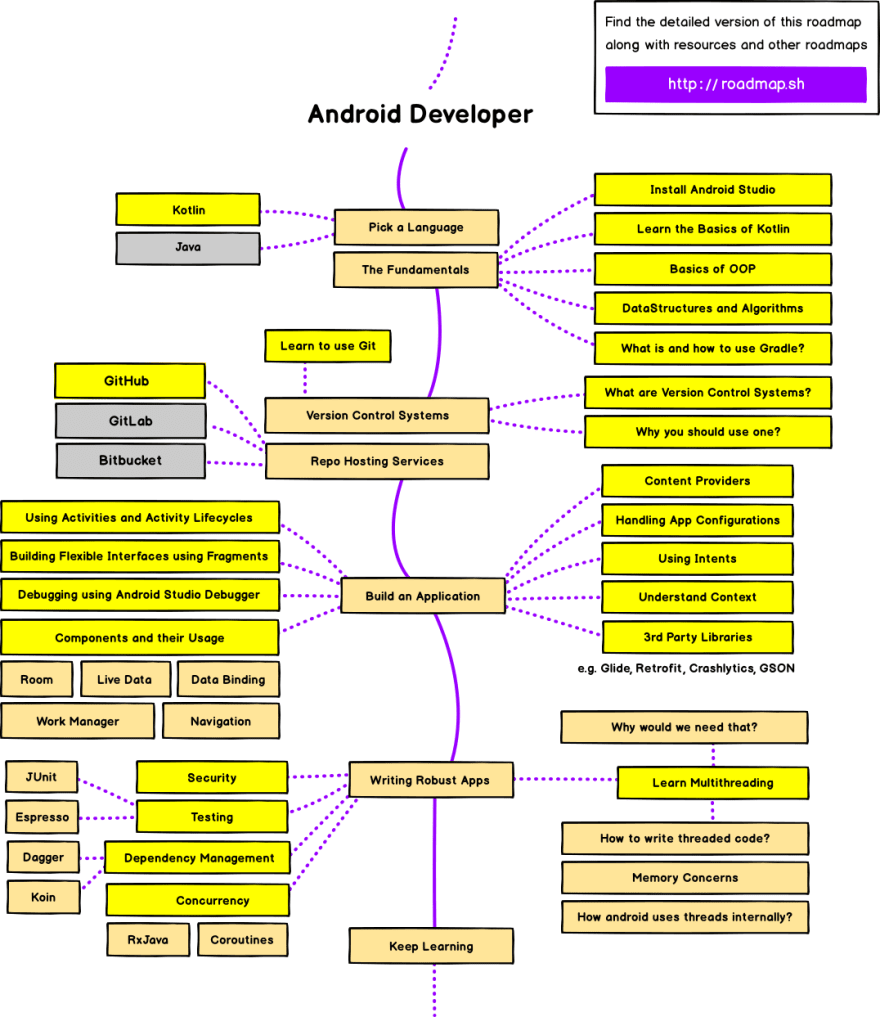 Find the detailed version of this roadmap
along with resources and other roadmaps
http://roadmap.sh
Android Developer
Kotlin
Java
Pick a Language
The Fundamentals
Install Android Studio
Learn the Basics of Kotlin
Basics of OOP
DataStructures and Algorithms
What is and how to use Gradle?
Learn to use Git
GitHub
GitLab
Bitbucket
Version Control Systems
Repo Hosting Services
What are Version Control Systems?
Why you should use one?
Using Activities and Activity Lifecycles
Building Flexible Interfaces using Fragments
Debugging using Android Studio Debugger
Components and their Usage
Room
Live Data
Data Binding
Work Manager
Navigation
Build an Application
Content Providers
Handling App Configurations
Using Intents
Understand Context
3rd Party Libraries
e.g. Glide, Retrofit, Crashlytics, GSON
JUnit
Espresso
Dagger
Koin
Security
Testing
Dependency Management
Concurrency
RxJava
Coroutines
Writing Robust Apps
Why would we need that?
Learn Multithreading
How to write threaded code?
Memory Concerns
How android uses threads internally?
Keep Learning